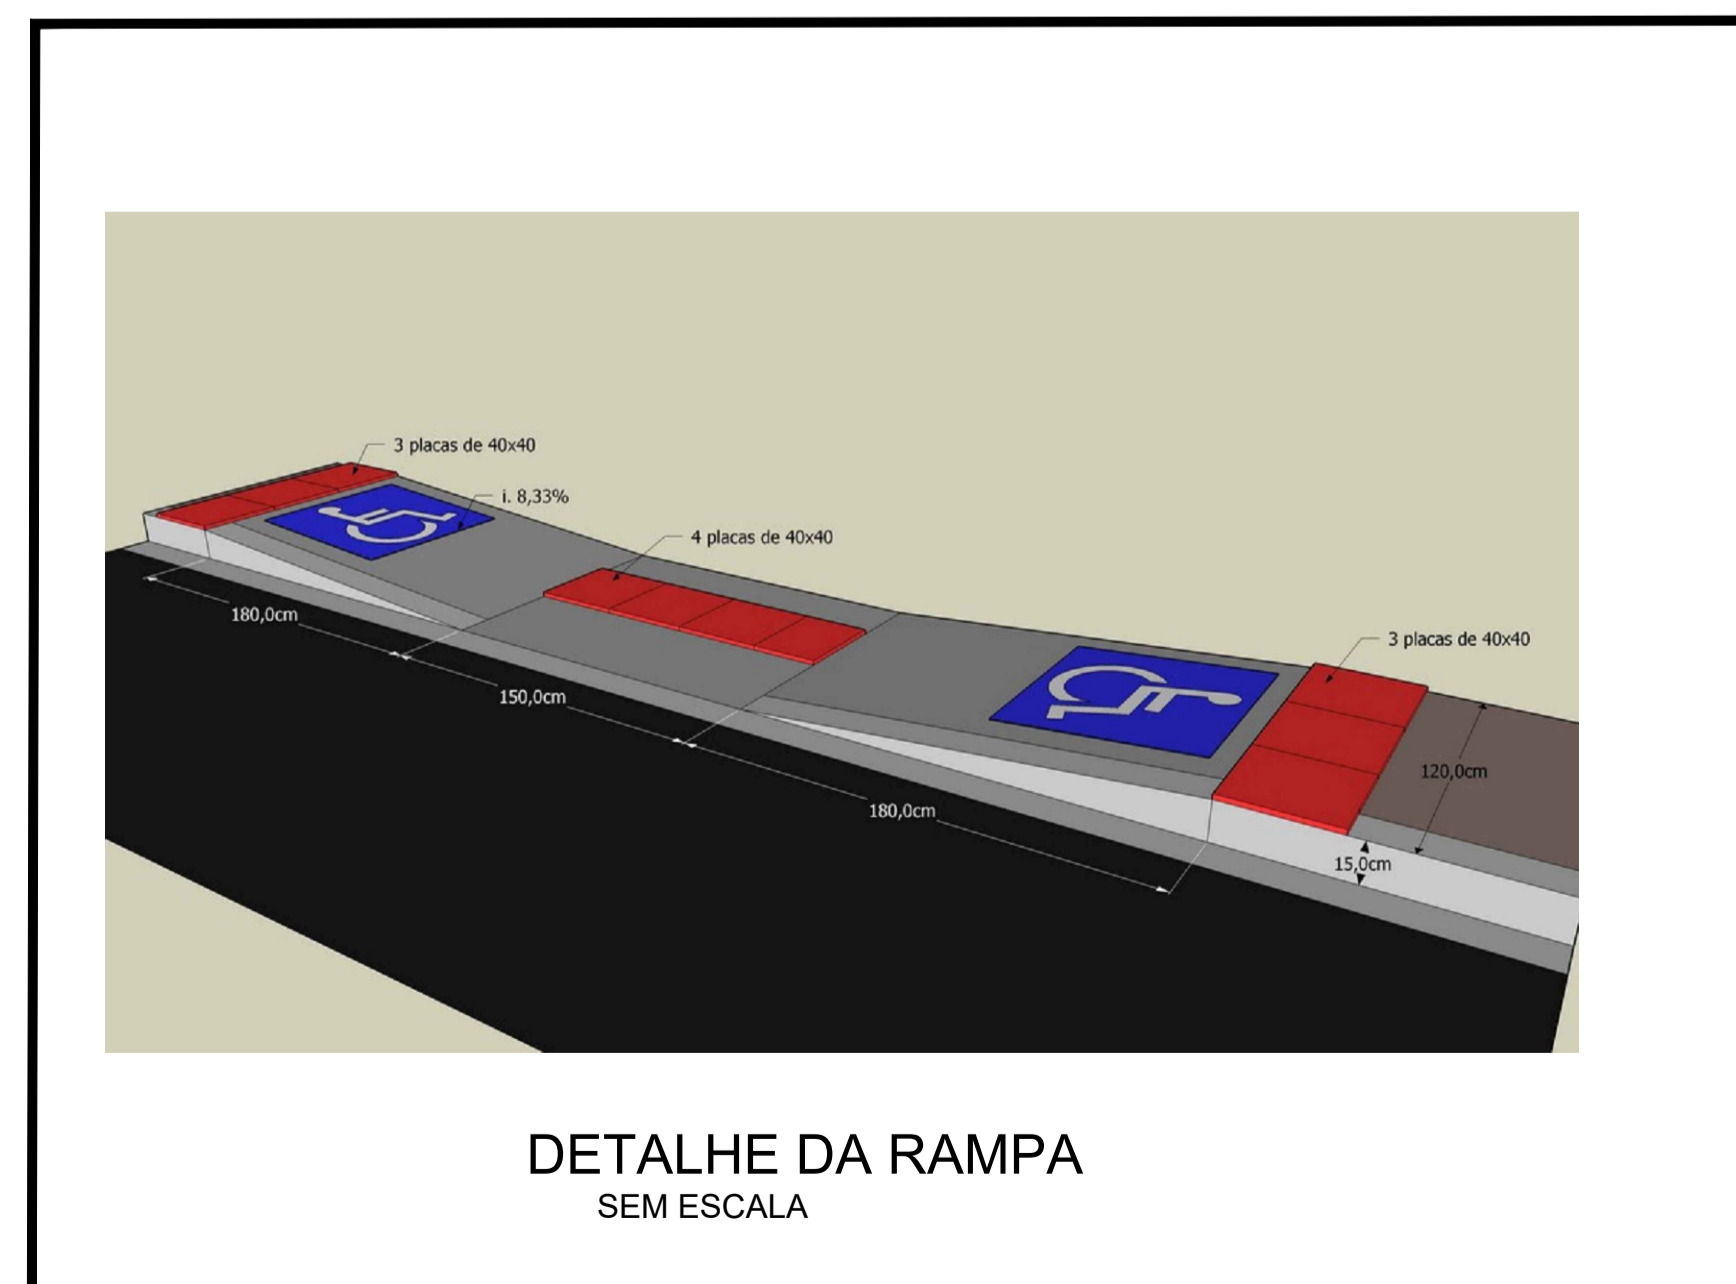 3 placas de 40x40
i. 8,33%
4 placas de 40x40
180,0cm
3 placas de 40x40
150,0cm
120,0cm
180,0cm
15,0cm
DETALHE DA RAMPA
SEM ESCALA